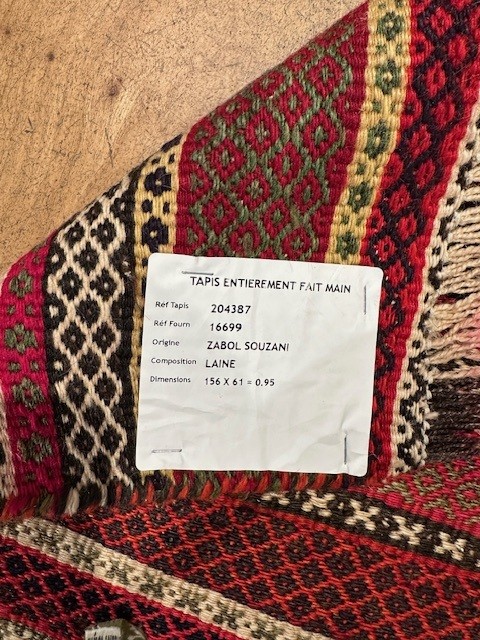 TAPIS ENTIEREMENT FAIT MAIN
Ref Tapis 204387
Réf Fourn 16699
Origine ZABOL SOUZANI
Composition LAINE
Dimensions 156 X 61 = 0.95